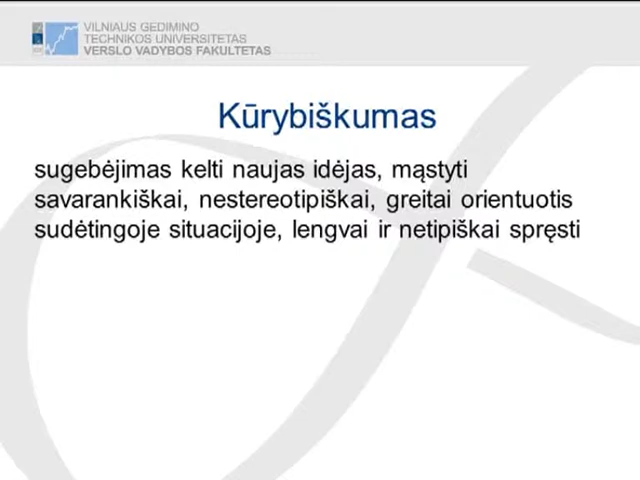 VILNIAUS GEDIMINO
TECHNIKOS UNIVERSITETAS
VERSLO VADYBOS FAKULTETAS
Kūrybiškumas
sugebėjimas kelti naujas idėjas, mąstyti
savarankiškai, nestereotipiškai, greitai orientuotis
sudėtingoje situacijoje, lengvai ir netipiškai spręsti